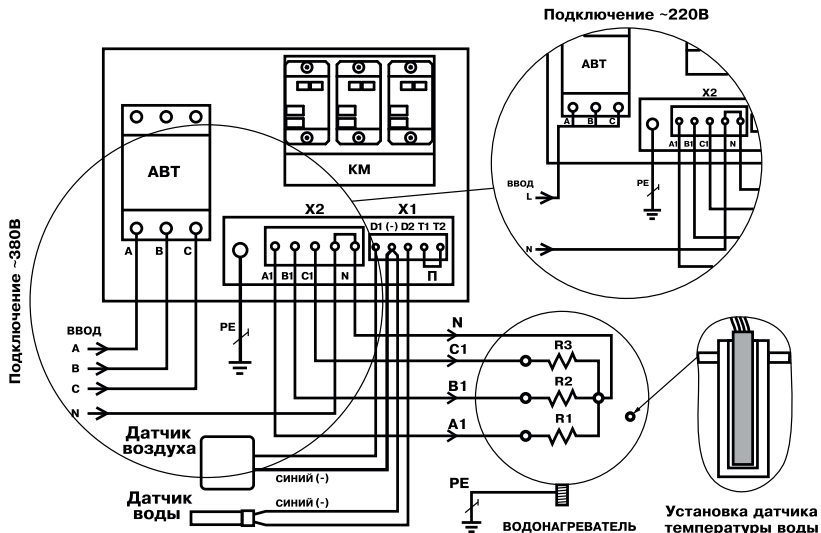 Подключение ~220В
АВТ
A
B
C
X2
A1
B1
C1
N
ВВОД
L
PE
N
Подключение ~380В
АВТ
A
B
C
КМ
X2
X1
D1 (-) D2 T1 T2
A1
B1
C1
N
П
PE
ВВОД
A
B
C
N
N
C1
B1
A1
R3
R2
R1
Датчик
воздуха
СИНИЙ (-)
Датчик
воды
СИНИЙ (-)
PE
ВОДОНАГРЕВАТЕЛЬ
Установка датчика
температуры воды